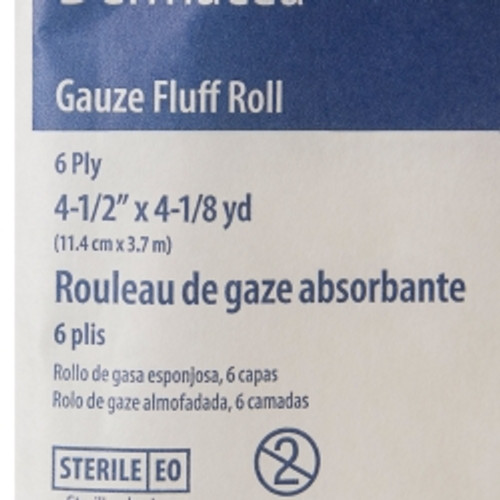 Gauze Fluff Roll
6 Ply
4-1/2” x 4-1/8 yd
(11.4 cm x 3.7 m)
Rouleau de gaze absorbante
6 plis
Rollo de gasa esponjosa, 6 capas
Rolo de gaze almofadada, 6 camadas
STERILE EO
2